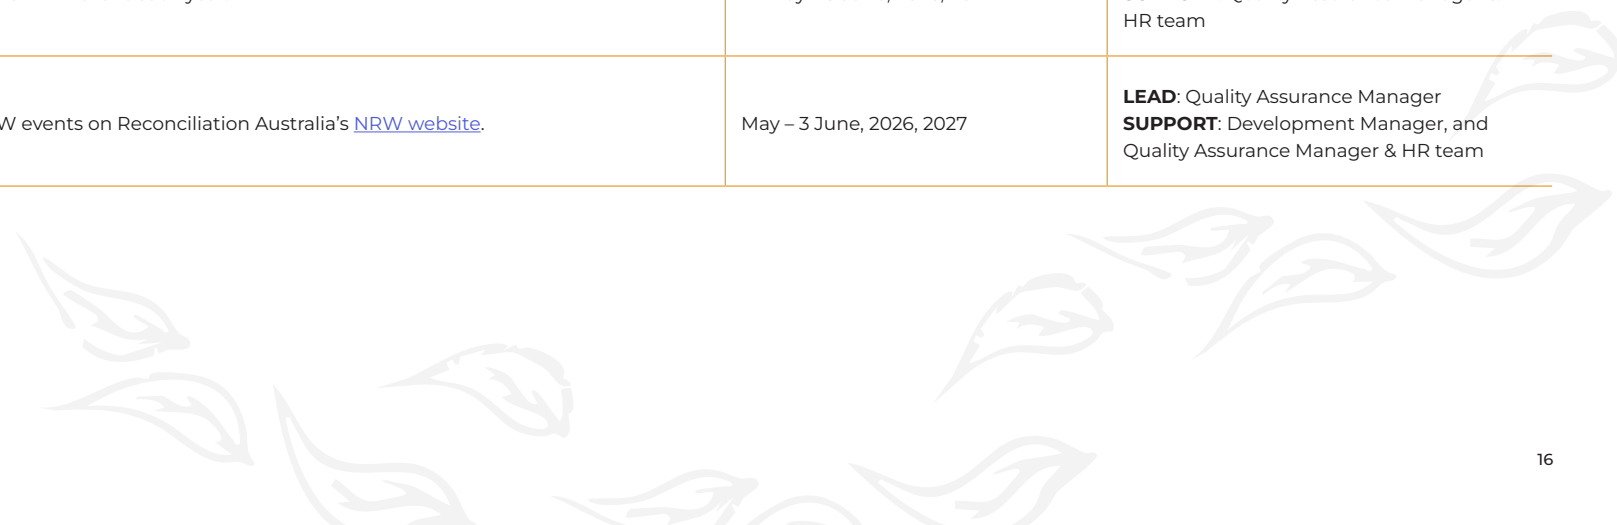 HR team
W events on Reconciliation Australia’s NRW website.
May – 3 June, 2026, 2027
LEAD: Quality Assurance Manager
SUPPORT: Development Manager, and
Quality Assurance Manager & HR team
16